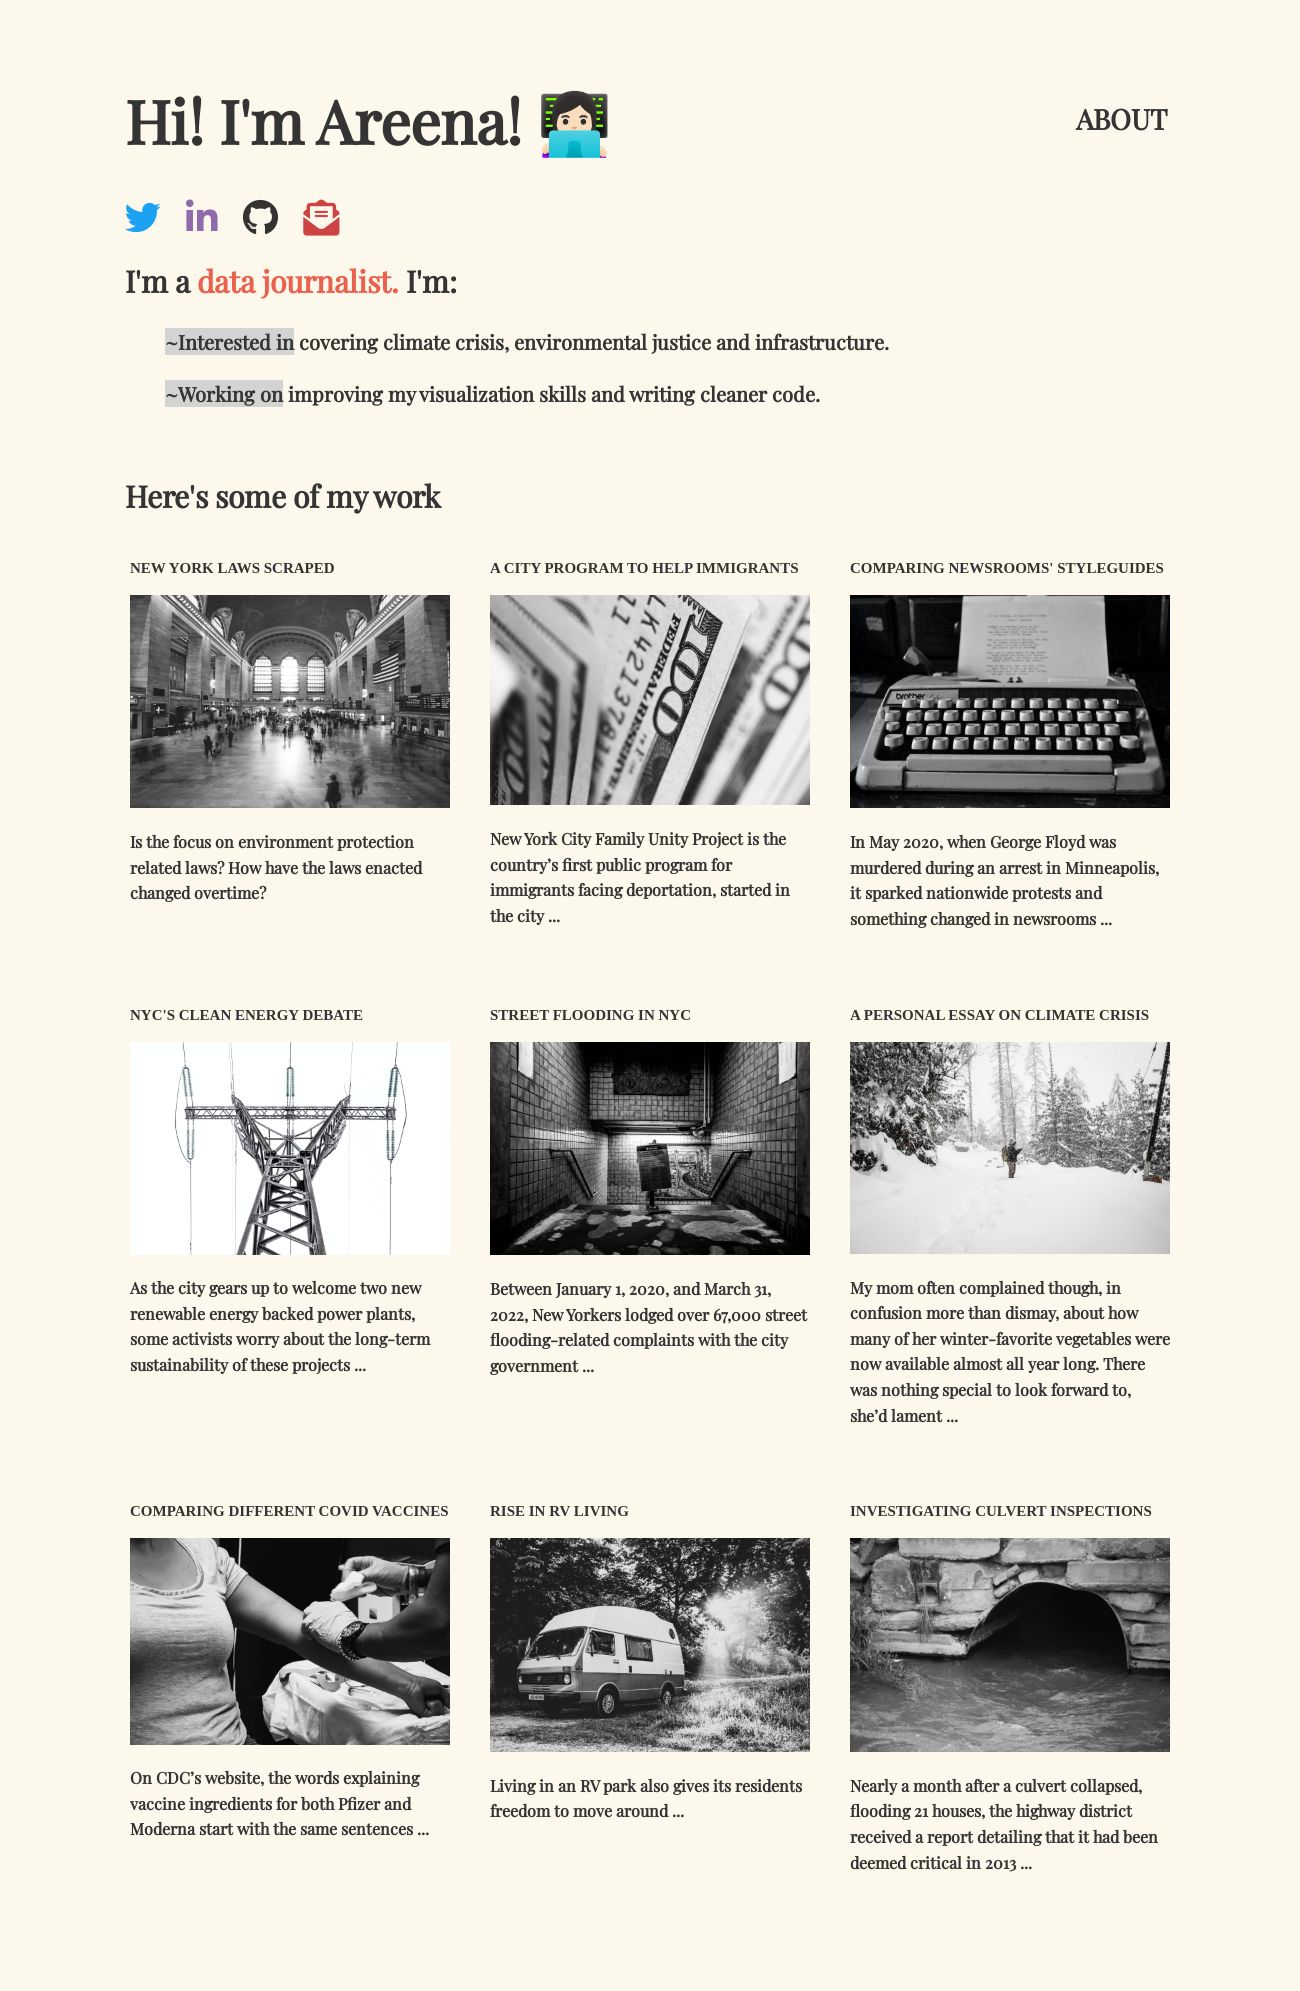 Hi! I'm Areena!
ABOUT
I'm a data journalist. I'm:
~Interested in covering climate crisis, environmental justice and infrastructure.
~Working on improving my visualization skills and writing cleaner code.
Here's some of my work
NEW YORK LAWS SCRAPED
Is the focus on environment protection
related laws? How have the laws enacted
changed overtime?
A CITY PROGRAM TO HELP IMMIGRANTS
100
FEDERAL RESERVE
New York City Family Unity Project is the
country’s first public program for
immigrants facing deportation, started in
the city ...
COMPARING NEWSROOMS' STYLEGUIDES
brother
In May 2020, when George Floyd was
murdered during an arrest in Minneapolis,
it sparked nationwide protests and
something changed in newsrooms ...
NYC'S CLEAN ENERGY DEBATE
As the city gears up to welcome two new
renewable energy backed power plants,
some activists worry about the long-term
sustainability of these projects ...
STREET FLOODING IN NYC
Between January 1, 2020, and March 31,
2022, New Yorkers lodged over 67,000 street
flooding-related complaints with the city
government ...
A PERSONAL ESSAY ON CLIMATE CRISIS
My mom often complained though, in
confusion more than dismay, about how
many of her winter-favorite vegetables were
now available almost all year long. There
was nothing special to look forward to,
she’d lament ...
COMPARING DIFFERENT COVID VACCINES
On CDC’s website, the words explaining
vaccine ingredients for both Pfizer and
Moderna start with the same sentences ...
RISE IN RV LIVING
Living in an RV park also gives its residents
freedom to move around ...
INVESTIGATING CULVERT INSPECTIONS
Nearly a month after a culvert collapsed,
flooding 21 houses, the highway district
received a report detailing that it had been
deemed critical in 2013 ...